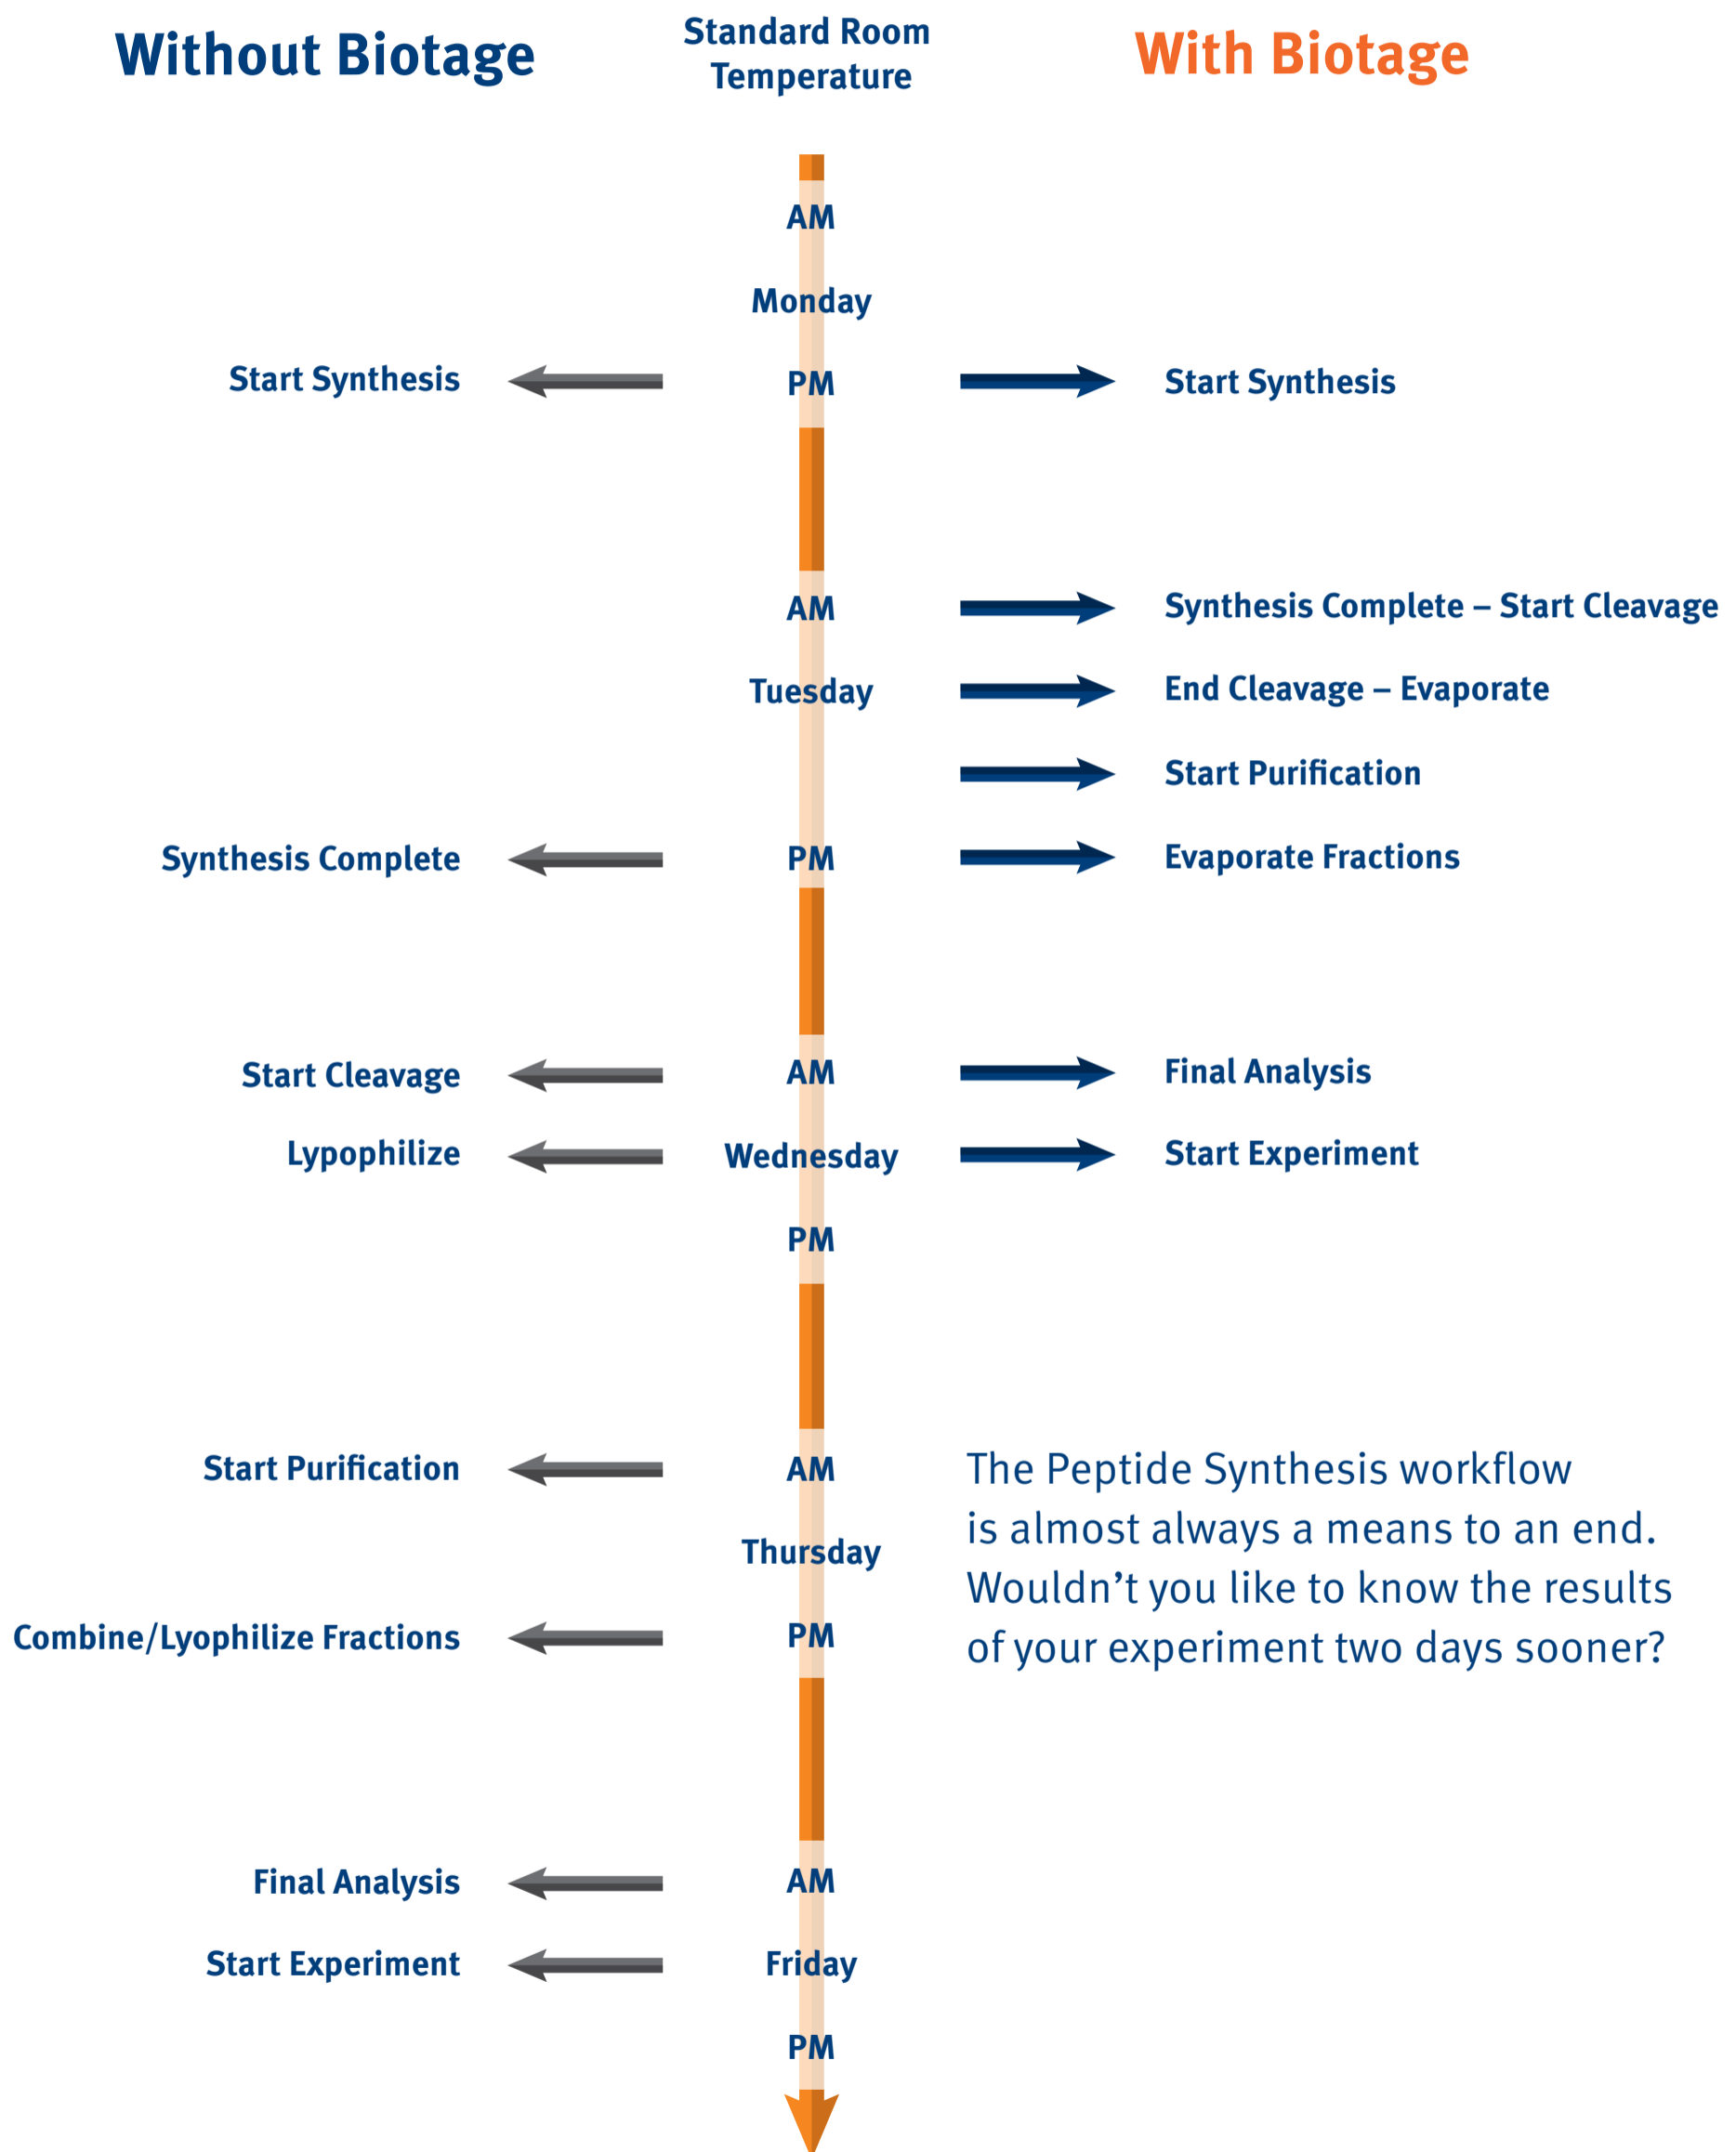 Without Biotage
Standard Room
Temperature
With Biotage
AM
Monday
Start Synthesis
PM
Start Synthesis
AM
Synthesis Complete – Start Cleavage
Tuesday
End Cleavage – Evaporate
Start Purification
Synthesis Complete
PM
Evaporate Fractions
Start Cleavage
AM
Final Analysis
Lypophilize
Wednesday
Start Experiment
PM
Start Purification
AM
Thursday
Combine/Lyophilize Fractions
PM
The Peptide Synthesis workflow
is almost always a means to an end.
Wouldn’t you like to know the results
of your experiment two days sooner?
Final Analysis
AM
Start Experiment
Friday
PM